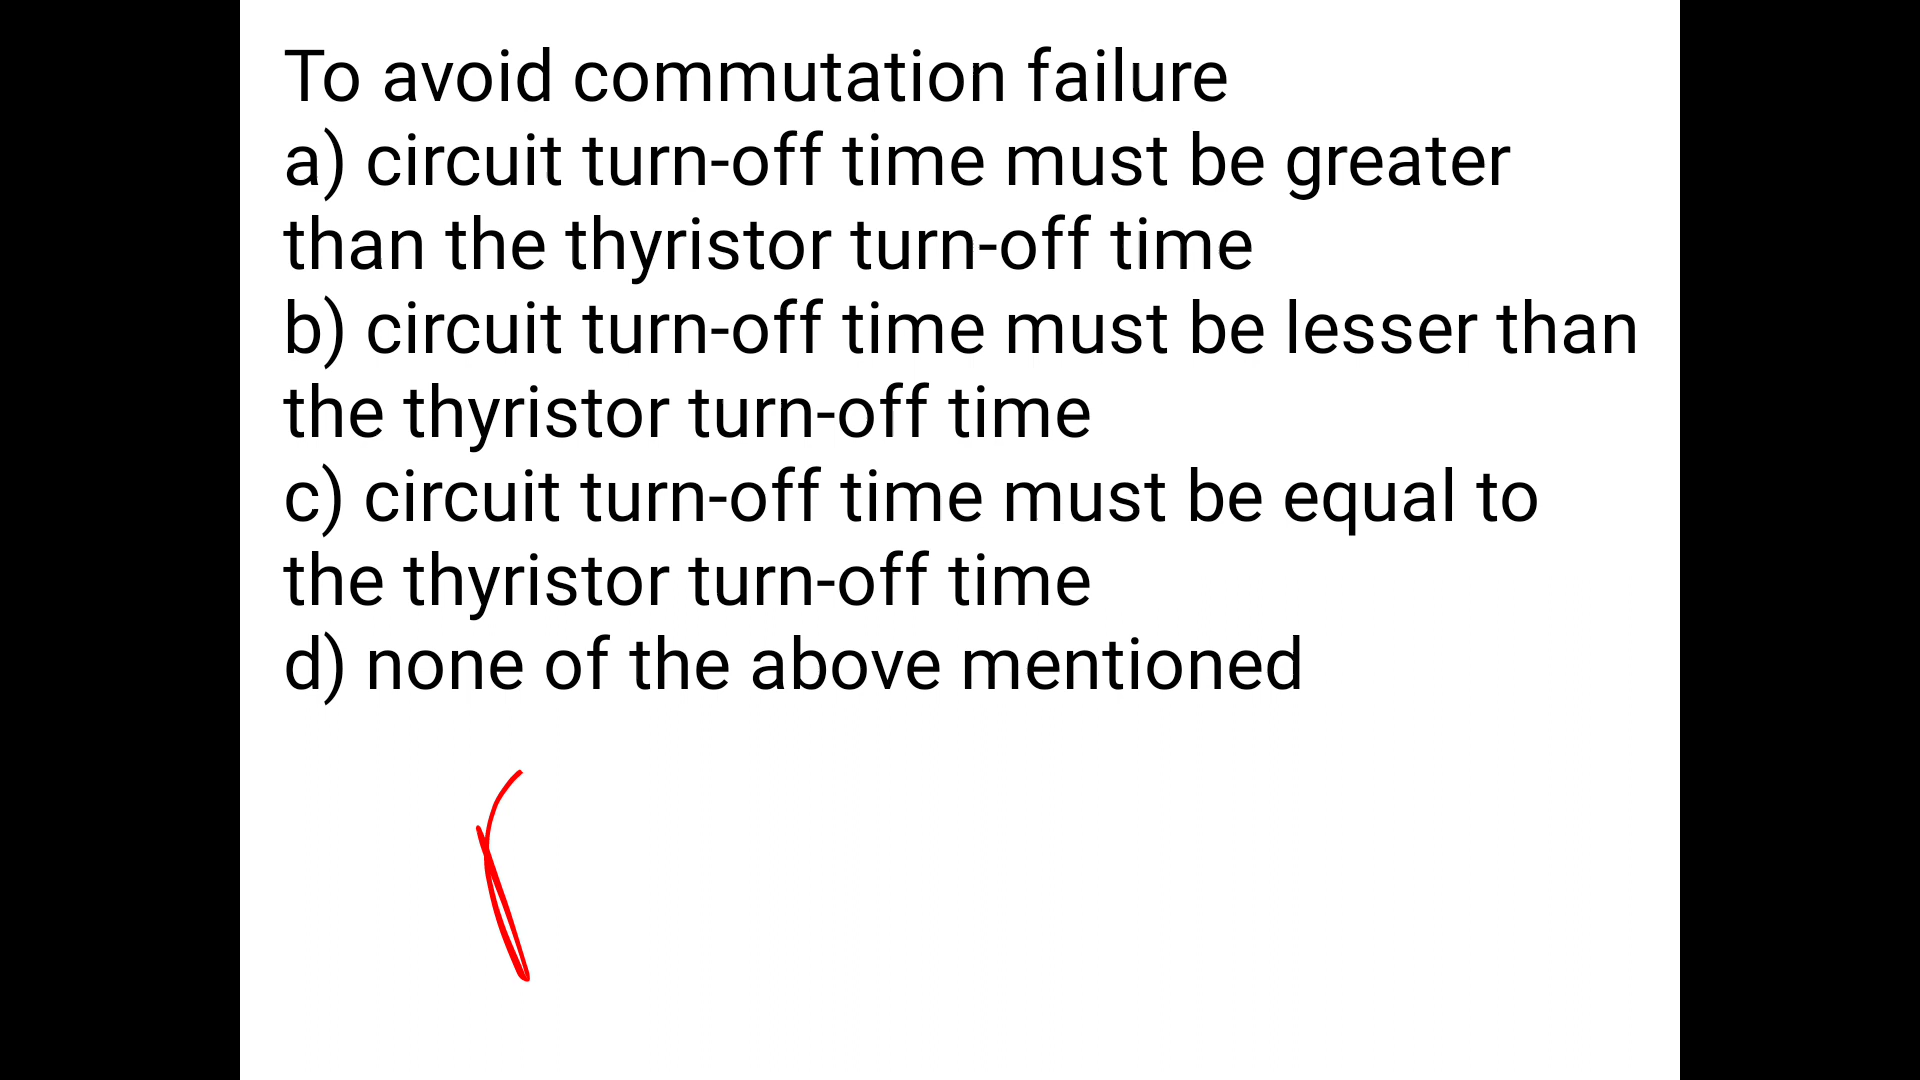 To avoid commutation failure
a) circuit turn-off time must be greater
than the thyristor turn-off time
b) circuit turn-off time must be lesser than
the thyristor turn-off time
c) circuit turn-off time must be equal to
the thyristor turn-off time
d) none of the above mentioned